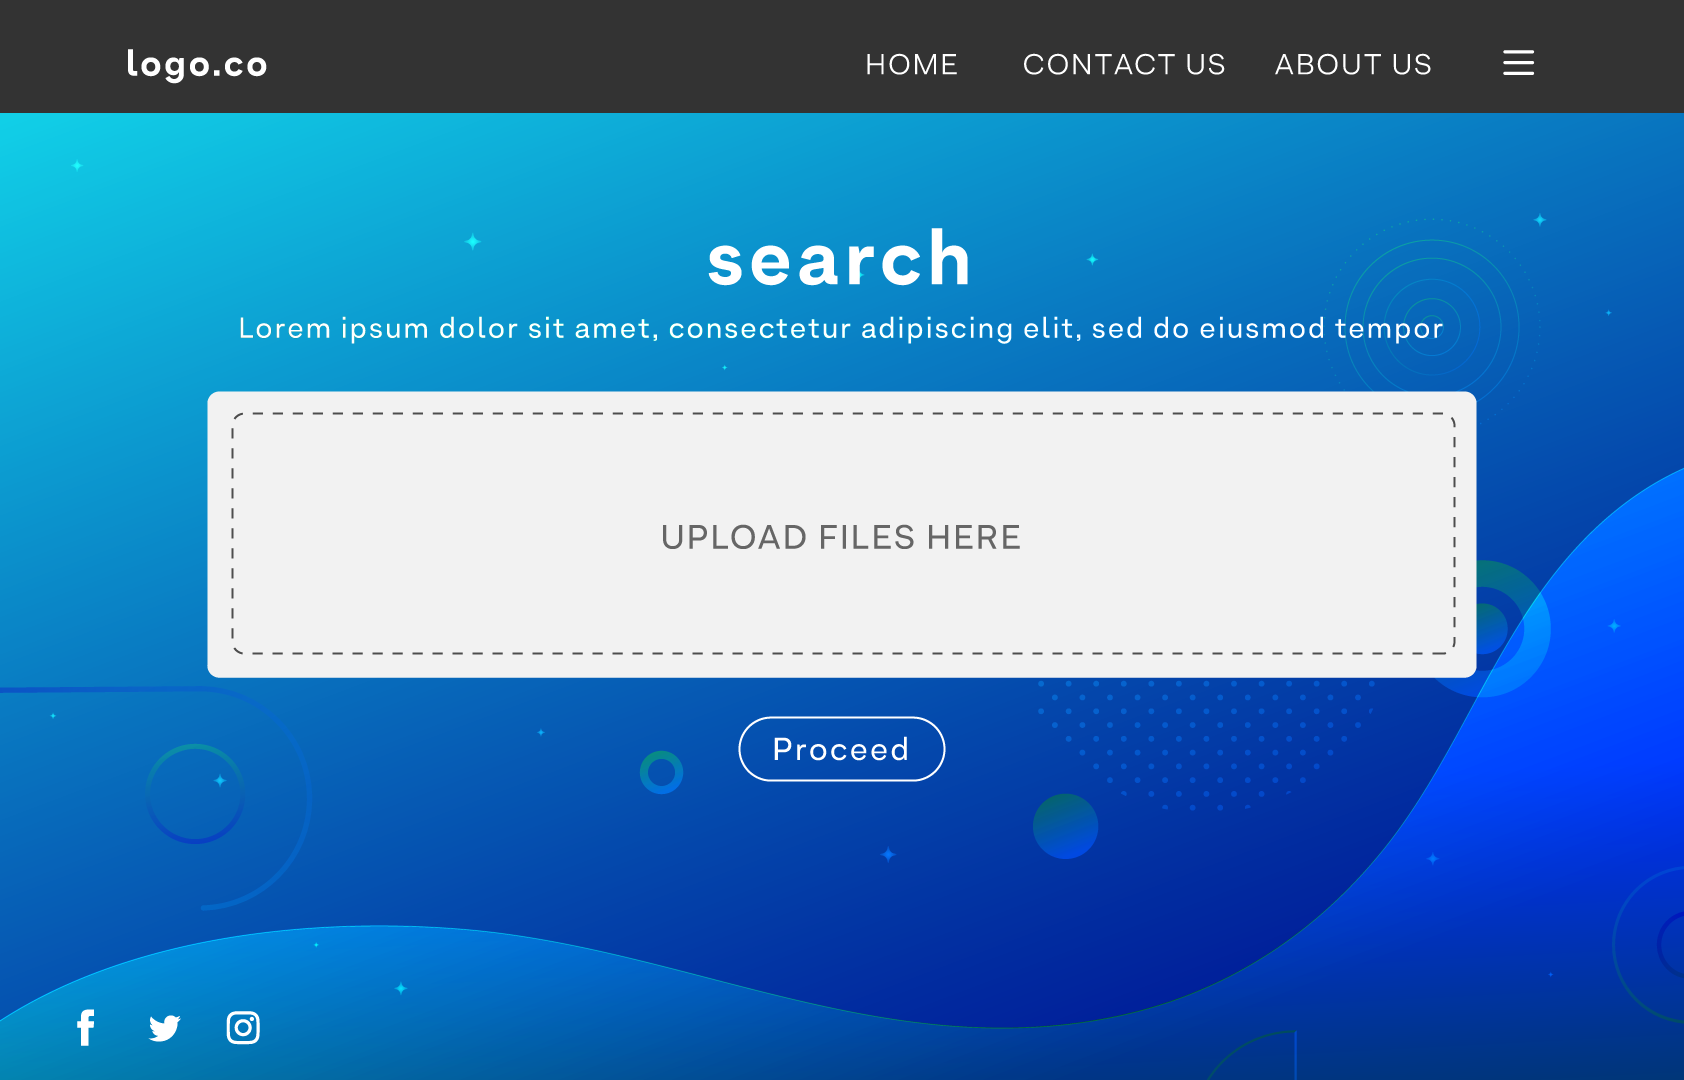 logo.co
HOME CONTACT US ABOUT US
search
Lorem ipsum dolor sit amet, consectetur adipiscing elit, sed do eiusmod tempor
UPLOAD FILES HERE
Proceed